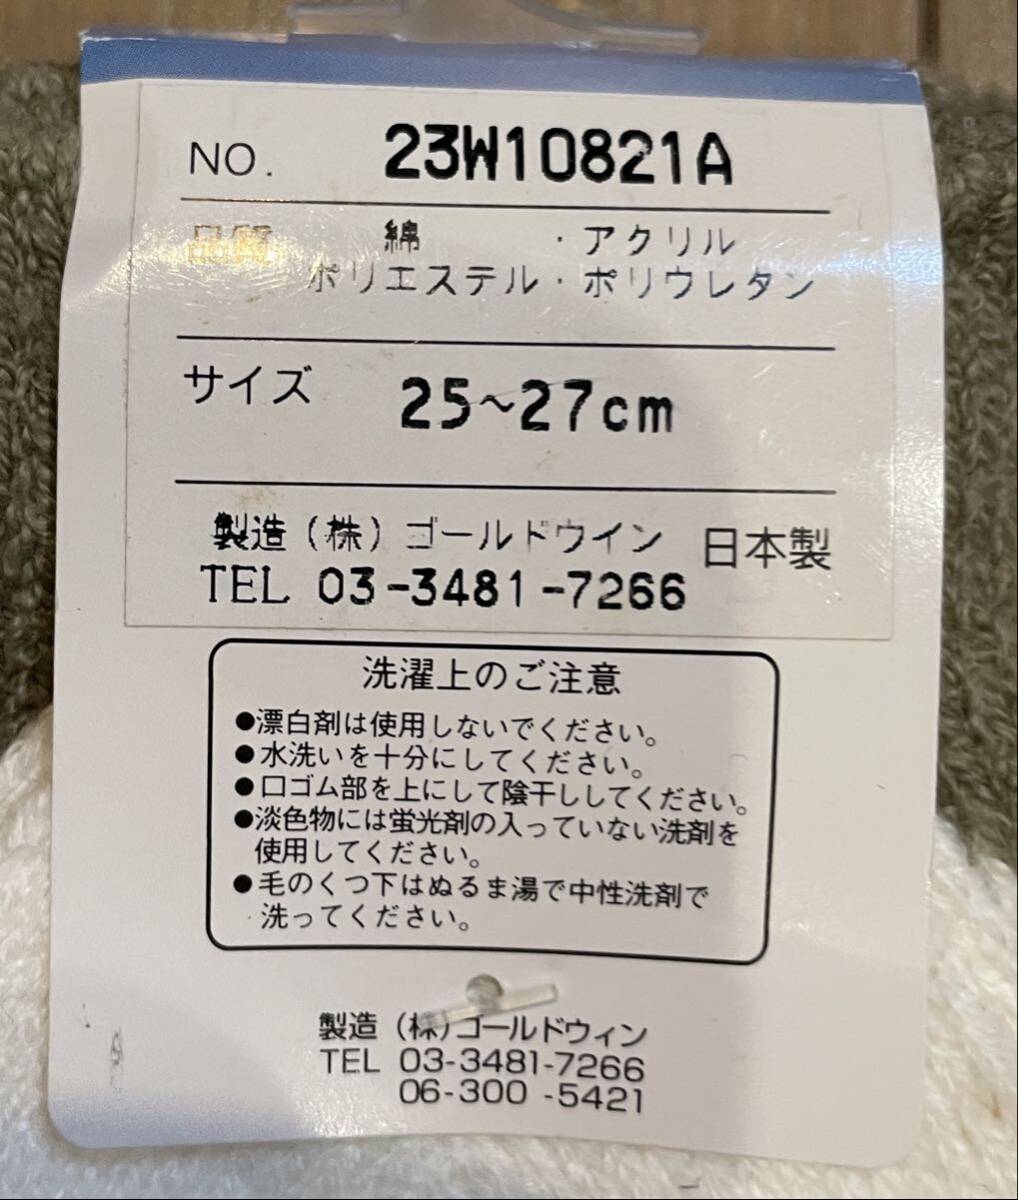 NO. 23W10821A
品質 綿 ・アクリル
ポリエステル・ポリウレタン
サイズ 25~27cm
製造(株)ゴールドウイン 日本製
TEL 03-3481-7266
洗濯上のご注意
●漂白剤は使用しないでください。
●水洗いを十分にしてください。
●口ゴム部を上にして陰干ししてください。
●淡色物には蛍光剤の入っていない洗剤を
使用してください。
●毛のくつ下はぬるま湯で中性洗剤で
洗ってください。
製造(株)ゴールドウィン
TEL 03-3481-7266
06-300 -5421